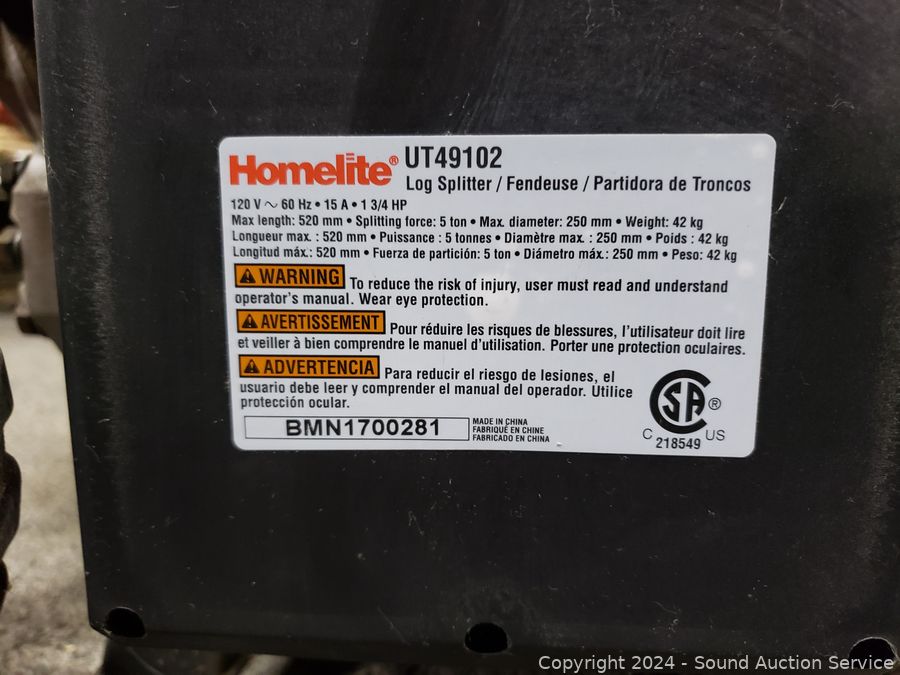 Homelite® UT49102
Log Splitter / Fendeuse / Partidora de Troncos
120 V ~ 60 Hz • 15 A • 1 3/4 HP
Max length: 520 mm • Splitting force: 5 ton • Max. diameter: 250 mm • Weight: 42 kg
Longueur max. : 520 mm • Puissance : 5 tonnes • Diamètre max. : 250 mm • Poids : 42 kg
Longitud máx.: 520 mm • Fuerza de partición: 5 ton • Diámetro máx.: 250 mm • Peso: 42 kg
WARNING To reduce the risk of injury, user must read and understand
operator's manual. Wear eye protection.
AVERTISSEMENT Pour réduire les risques de blessures, l'utilisateur doit lire
et veiller à bien comprendre le manuel d'utilisation. Porter une protection oculaires.
ADVERTENCIA Para reducir el riesgo de lesiones, el
usuario debe leer y comprender el manual del operador. Utilice
protección ocular.
BMN1700281
MADE IN CHINA
FABRIQUÉ EN CHINE
FABRICADO EN CHINA
CSA®
C US
218549
Copyright 2024 - Sound Auction Service